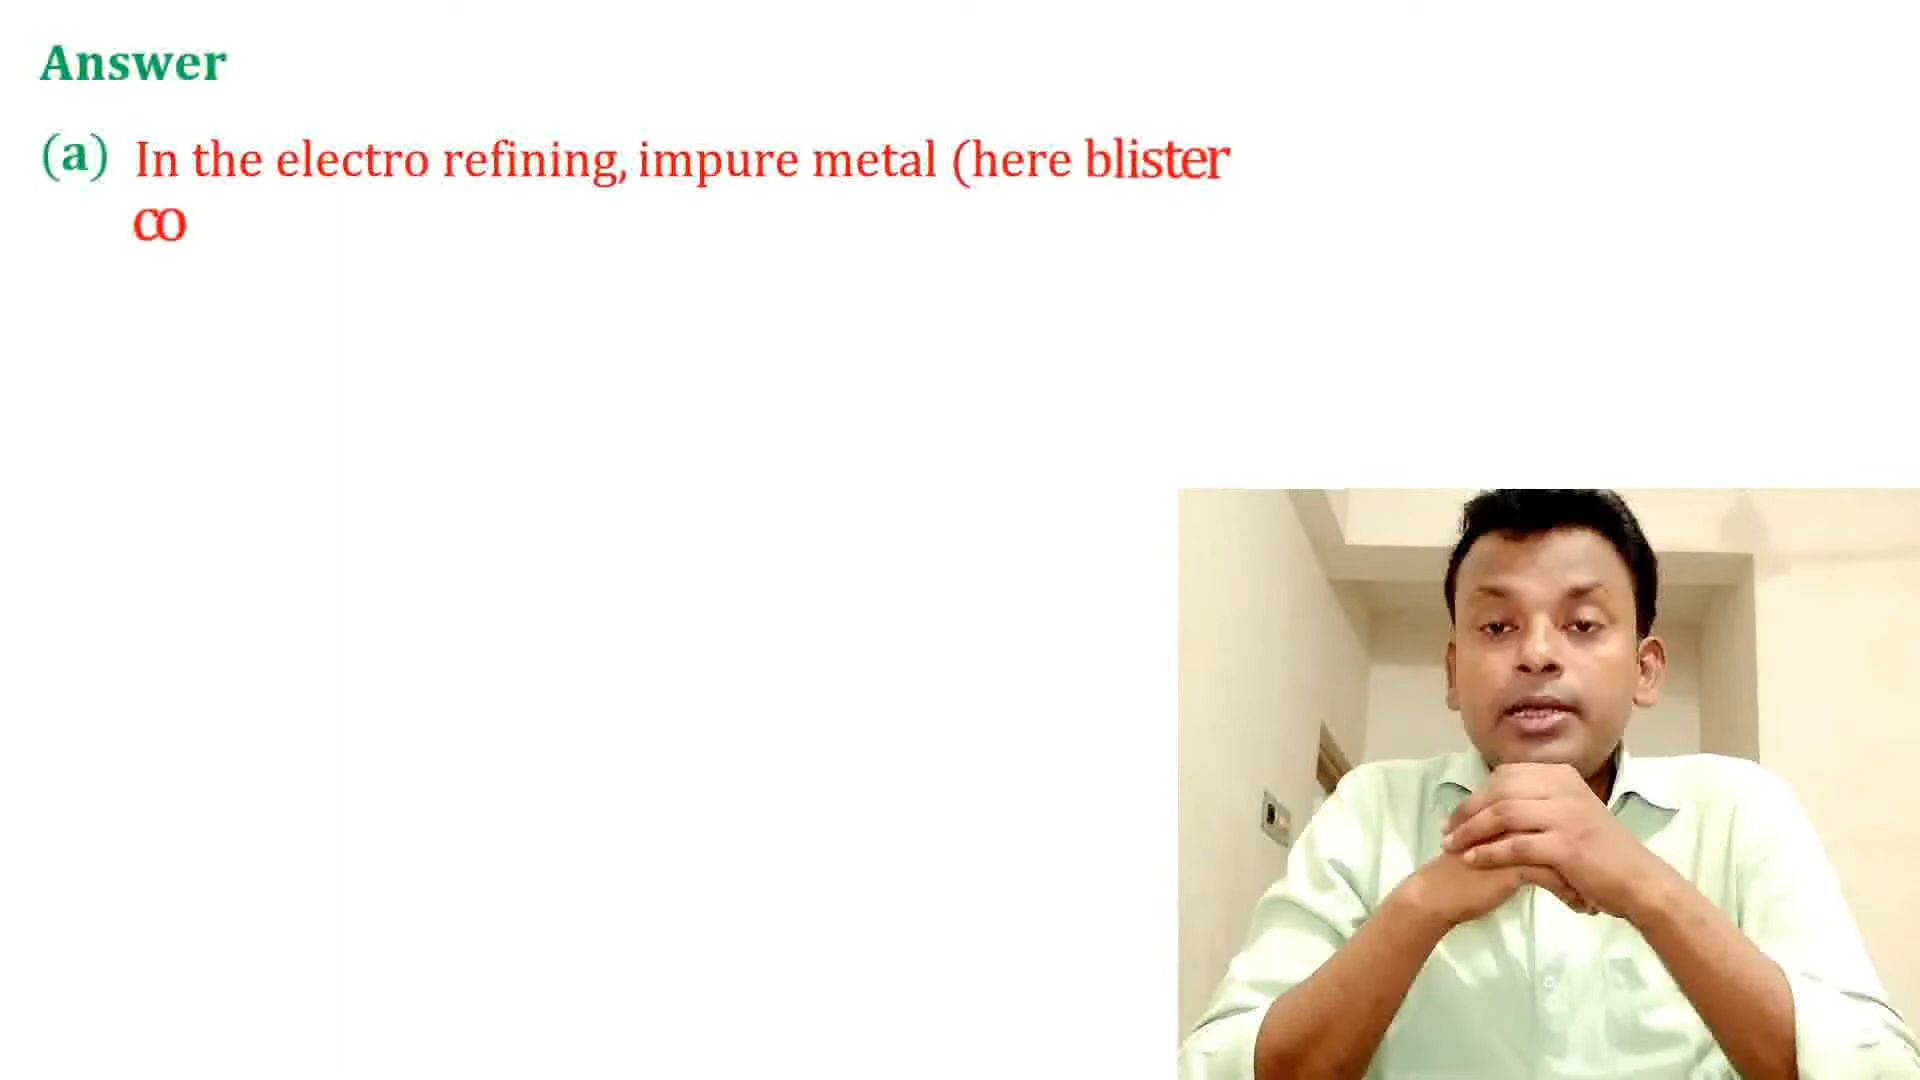 Answer
(a) In the electro refining, impure metal (here blister
co